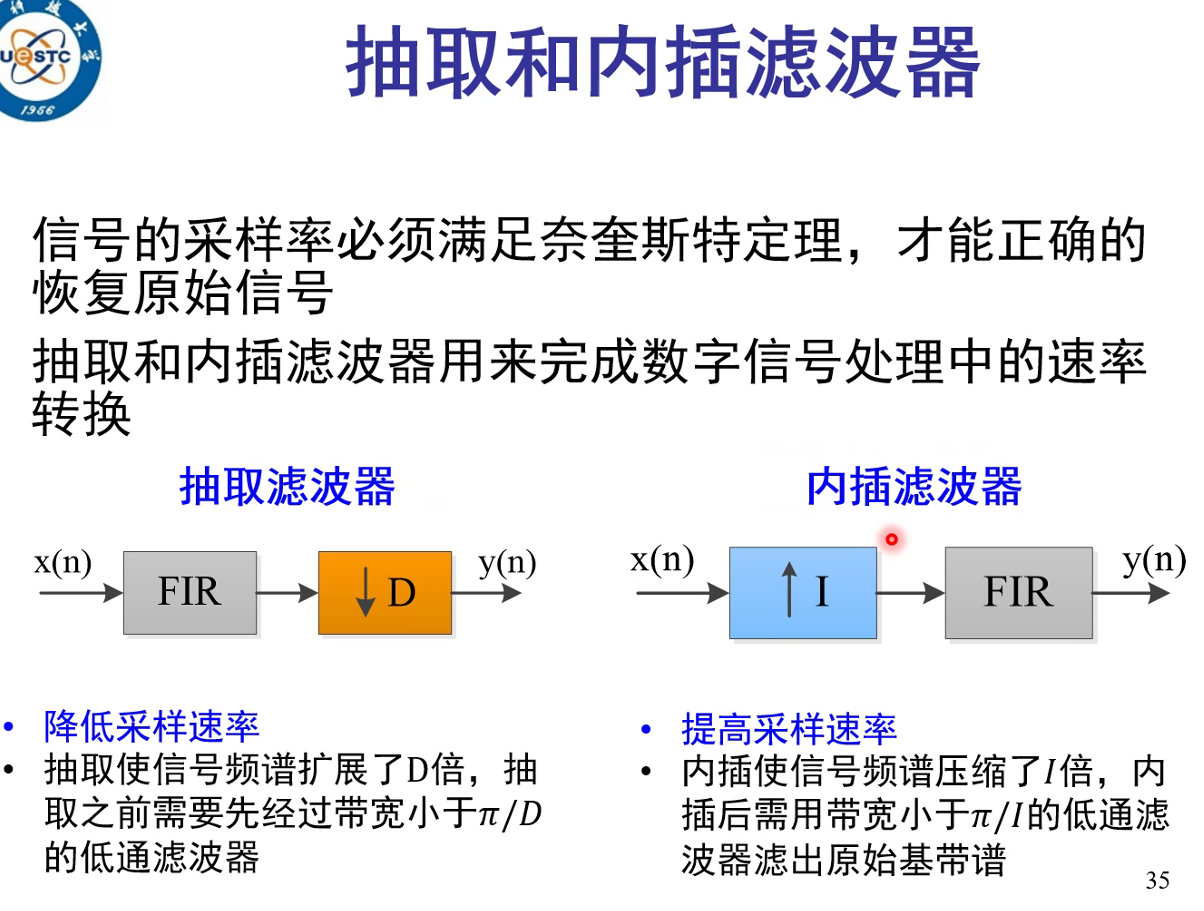 UeSTC
1956
抽取和内插滤波器
信号的采样率必须满足奈奎斯特定理，才能正确的
恢复原始信号
抽取和内插滤波器用来完成数字信号处理中的速率
转换
抽取滤波器
x(n)
FIR
↓ D
y(n)
内插滤波器
x(n)
↑ I
FIR
y(n)
• 降低采样速率
• 抽取使信号频谱扩展了D倍，抽
取之前需要先经过带宽小于π/D
的低通滤波器
• 提高采样速率
• 内插使信号频谱压缩了I倍，内
插后需用带宽小于π/I的低通滤
波器滤出原始基带谱
35